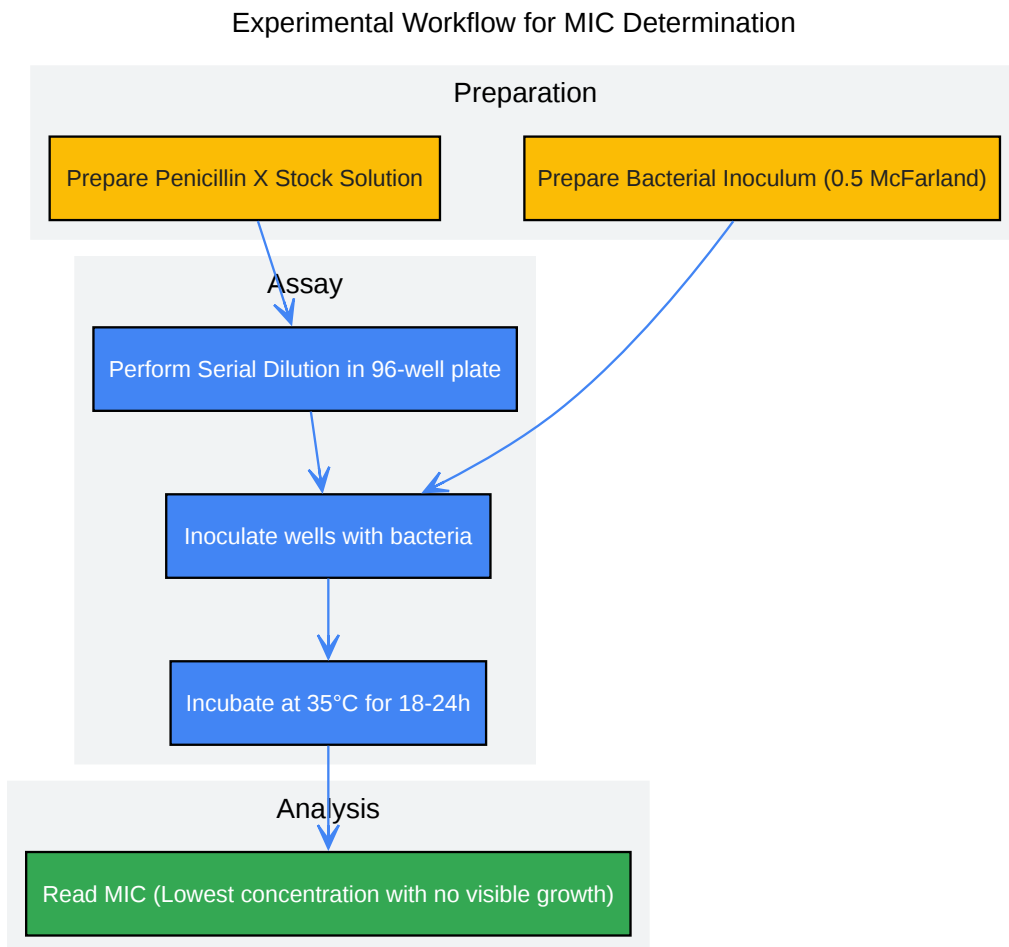 Experimental Workflow for MIC Determination
Preparation
Prepare Penicillin X Stock Solution
Prepare Bacterial Inoculum (0.5 McFarland)
Assay
Perform Serial Dilution in 96-well plate
Inoculate wells with bacteria
Incubate at 35°C for 18-24h
Analysis
Read MIC (Lowest concentration with no visible growth)